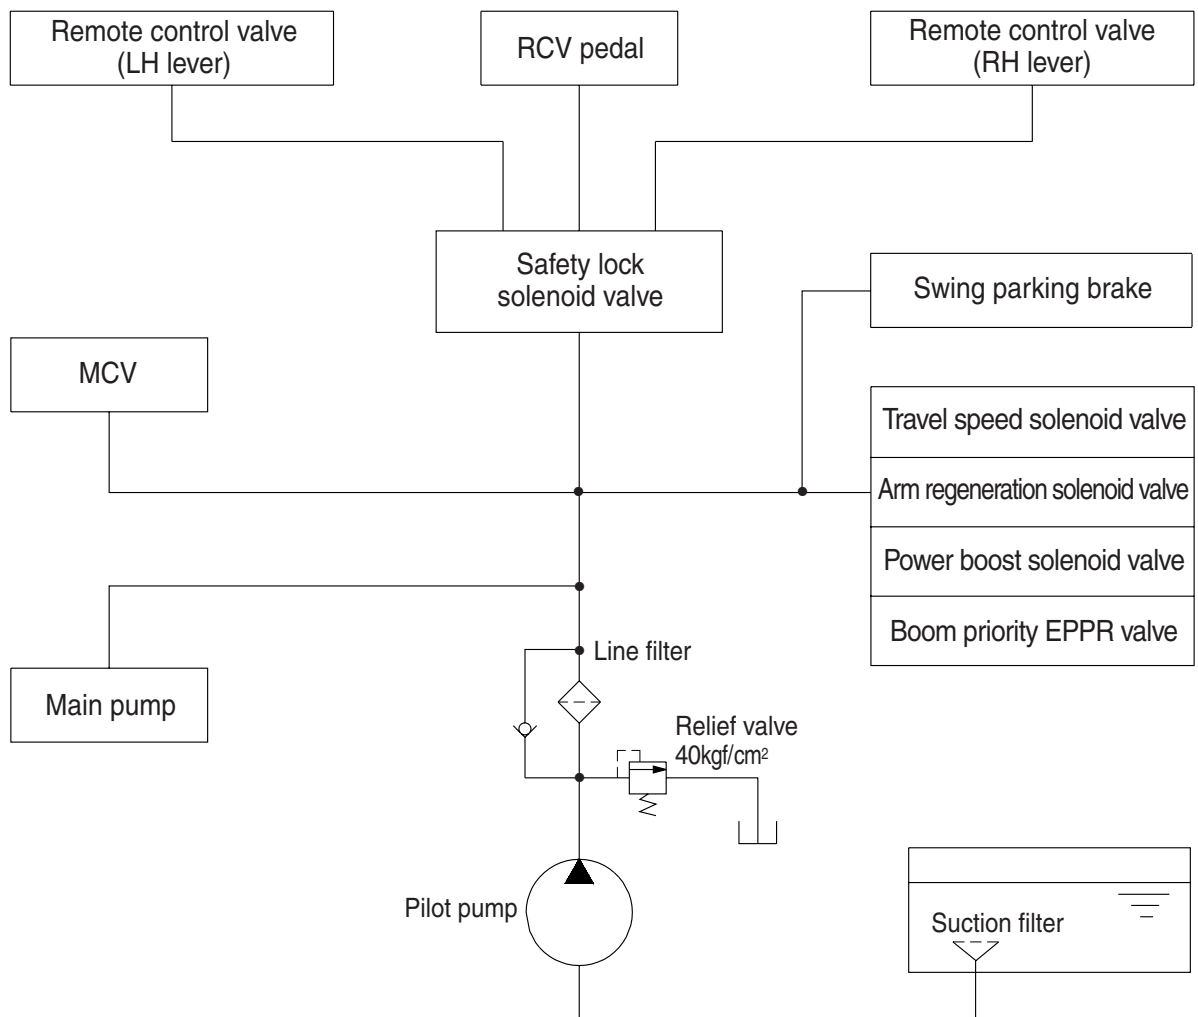 Remote control valve
(LH lever)
RCV pedal
Remote control valve
(RH lever)
Safety lock
solenoid valve
Swing parking brake
MCV
Travel speed solenoid valve
Arm regeneration solenoid valve
Power boost solenoid valve
Boom priority EPPR valve
Line filter
Main pump
Relief valve
40kgf/cm²
Pilot pump
Suction filter